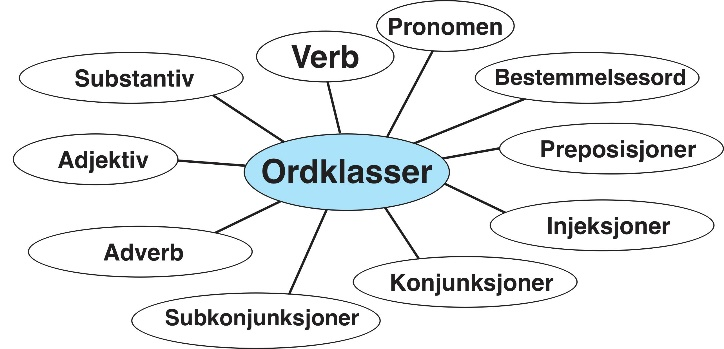 Pronomen
Verb
Substantiv
Bestemmelsesord
Adjektiv
Preposisjoner
Ordklasser
Injeksjoner
Adverb
Konjunksjoner
Subkonjunksjoner